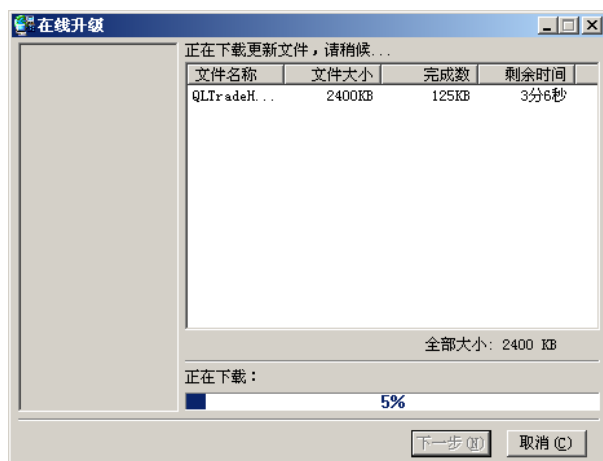 在线升级
正在下载更新文件，请稍候...
文件名称 文件大小 完成数 剩余时间
QLTradeH... 2400KB 125KB 3分6秒
全部大小: 2400 KB
正在下载：
5%
下一步(N) 取消(C)